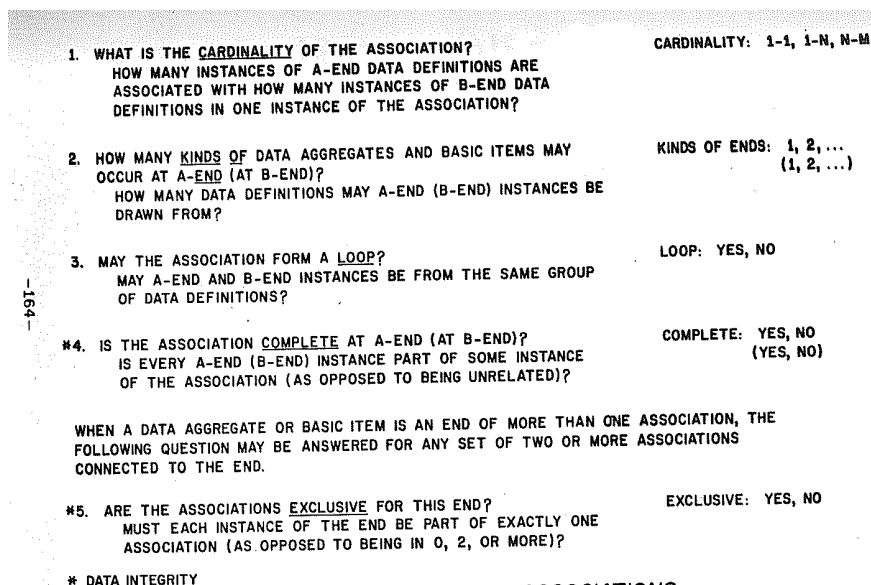 1. WHAT IS THE CARDINALITY OF THE ASSOCIATION? CARDINALITY: 1-1, 1-N, N-M
HOW MANY INSTANCES OF A-END DATA DEFINITIONS ARE
ASSOCIATED WITH HOW MANY INSTANCES OF B-END DATA
DEFINITIONS IN ONE INSTANCE OF THE ASSOCIATION?
2. HOW MANY KINDS OF DATA AGGREGATES AND BASIC ITEMS MAY KINDS OF ENDS: 1, 2, ...
OCCUR AT A-END (AT B-END)? (1, 2, ...)
HOW MANY DATA DEFINITIONS MAY A-END (B-END) INSTANCES BE
DRAWN FROM?
3. MAY THE ASSOCIATION FORM A LOOP? LOOP: YES, NO
MAY A-END AND B-END INSTANCES BE FROM THE SAME GROUP
OF DATA DEFINITIONS?
-164-
*4. IS THE ASSOCIATION COMPLETE AT A-END (AT B-END)? COMPLETE: YES, NO
IS EVERY A-END (B-END) INSTANCE PART OF SOME INSTANCE (YES, NO)
OF THE ASSOCIATION (AS OPPOSED TO BEING UNRELATED)?
WHEN A DATA AGGREGATE OR BASIC ITEM IS AN END OF MORE THAN ONE ASSOCIATION, THE
FOLLOWING QUESTION MAY BE ANSWERED FOR ANY SET OF TWO OR MORE ASSOCIATIONS
CONNECTED TO THE END.
*5. ARE THE ASSOCIATIONS EXCLUSIVE FOR THIS END? EXCLUSIVE: YES, NO
MUST EACH INSTANCE OF THE END BE PART OF EXACTLY ONE
ASSOCIATION (AS OPPOSED TO BEING IN 0, 2, OR MORE)?
* DATA INTEGRITY
ASSOCIATIONS